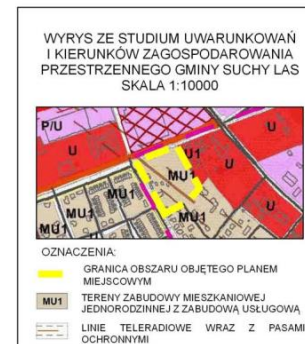 WYRYS ZE STUDIUM UWARUNKOWAŃ
I KIERUNKÓW ZAGOSPODAROWANIA
PRZESTRZENNEGO GMINY SUCHY LAS
SKALA 1:10000
P/U
U
U
U1
MU1
U
MU1
MU1
MU1
U
MU1
OZNACZENIA:
GRANICA OBSZARU OBJĘTEGO PLANEM
MIEJSCOWYM
MU1 TERENY ZABUDOWY MIESZKANIOWEJ
JEDNORODZINNEJ Z ZABUDOWĄ USŁUGOWĄ
LINIE TELERADIOWE WRAZ Z PASAMI
OCHRONNYMI